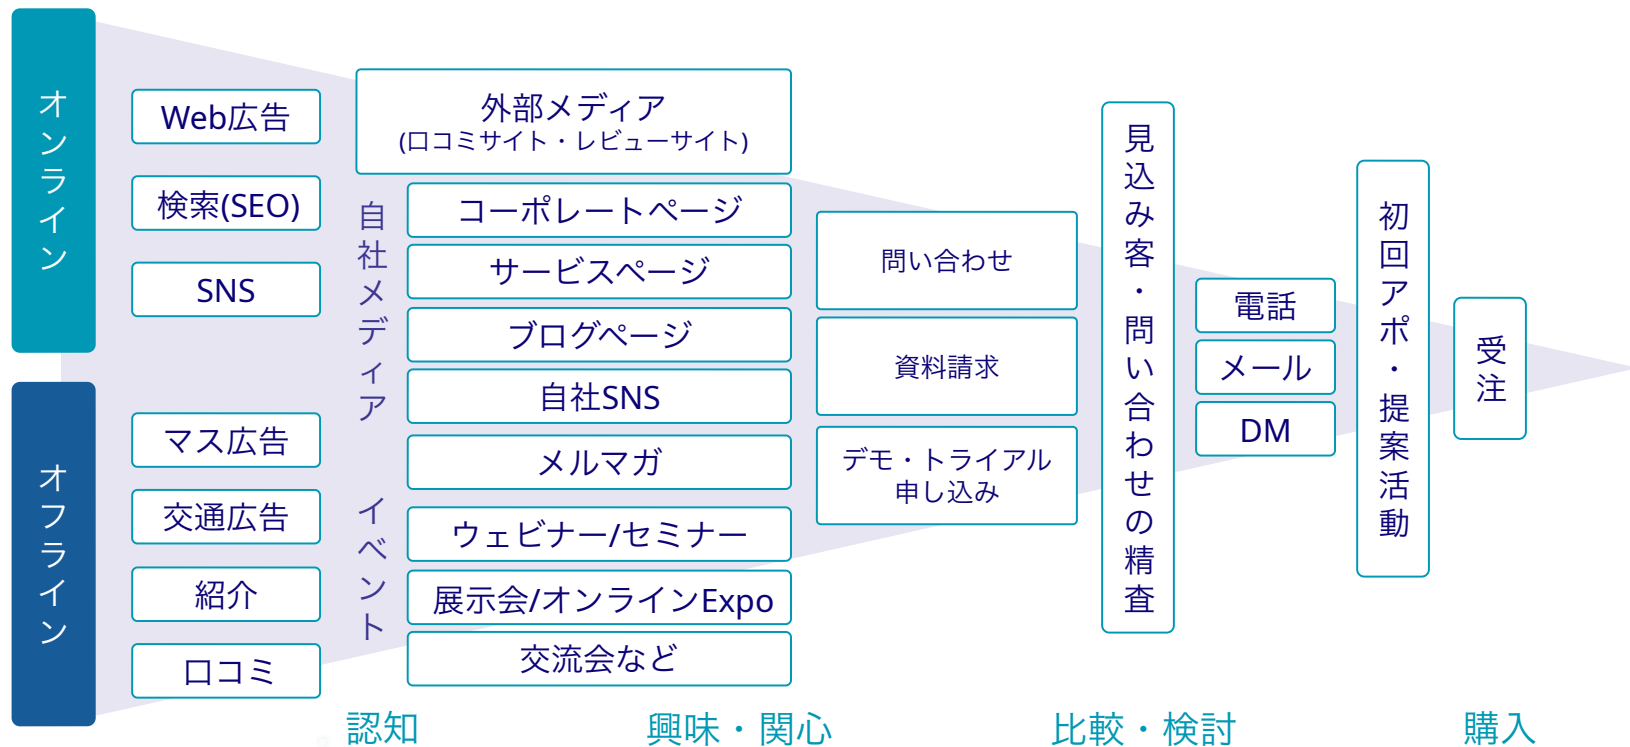 オンライン
Web広告
検索(SEO)
SNS
オフライン
マス広告
交通広告
紹介
口コミ
外部メディア
(口コミサイト・レビューサイト)
自社メディア
コーポレートページ
サービスページ
ブログページ
自社SNS
メルマガ
イベント
ウェビナー/セミナー
展示会/オンラインExpo
交流会など
問い合わせ
資料請求
デモ・トライアル
申し込み
見込み客・問い合わせの精査
電話
メール
DM
初回アポ・提案活動
受注
認知
興味・関心
比較・検討
購入